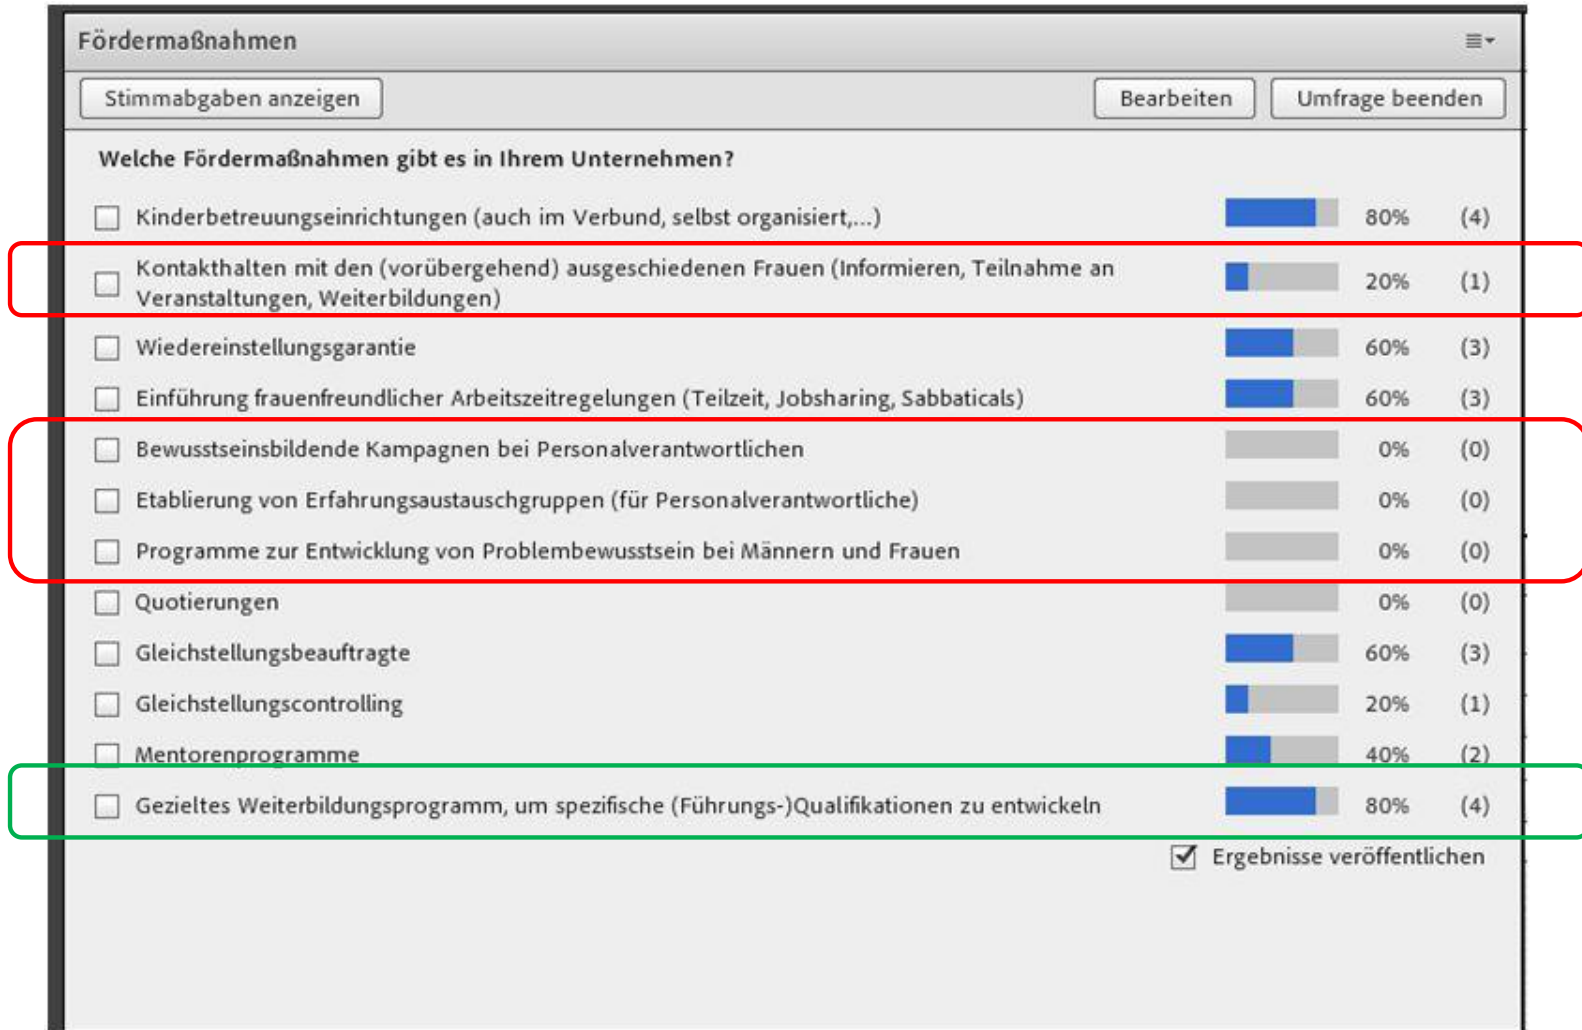 Fördermaßnahmen
Stimmabgaben anzeigen Bearbeiten Umfrage beenden
Welche Fördermaßnahmen gibt es in Ihrem Unternehmen?
Kinderbetreuungseinrichtungen (auch im Verbund, selbst organisiert,...) 80% (4)
Kontakthalten mit den (vorübergehend) ausgeschiedenen Frauen (Informieren, Teilnahme an
Veranstaltungen, Weiterbildungen) 20% (1)
Wiedereinstellungsgarantie 60% (3)
Einführung frauenfreundlicher Arbeitszeitregelungen (Teilzeit, Jobsharing, Sabbaticals) 60% (3)
Bewusstseinsbildende Kampagnen bei Personalverantwortlichen 0% (0)
Etablierung von Erfahrungsaustauschgruppen (für Personalverantwortliche) 0% (0)
Programme zur Entwicklung von Problembewusstsein bei Männern und Frauen 0% (0)
Quotierungen 0% (0)
Gleichstellungsbeauftragte 60% (3)
Gleichstellungscontrolling 20% (1)
Mentorenprogramme 40% (2)
Gezieltes Weiterbildungsprogramm, um spezifische (Führungs-)Qualifikationen zu entwickeln 80% (4)
Ergebnisse veröffentlichen